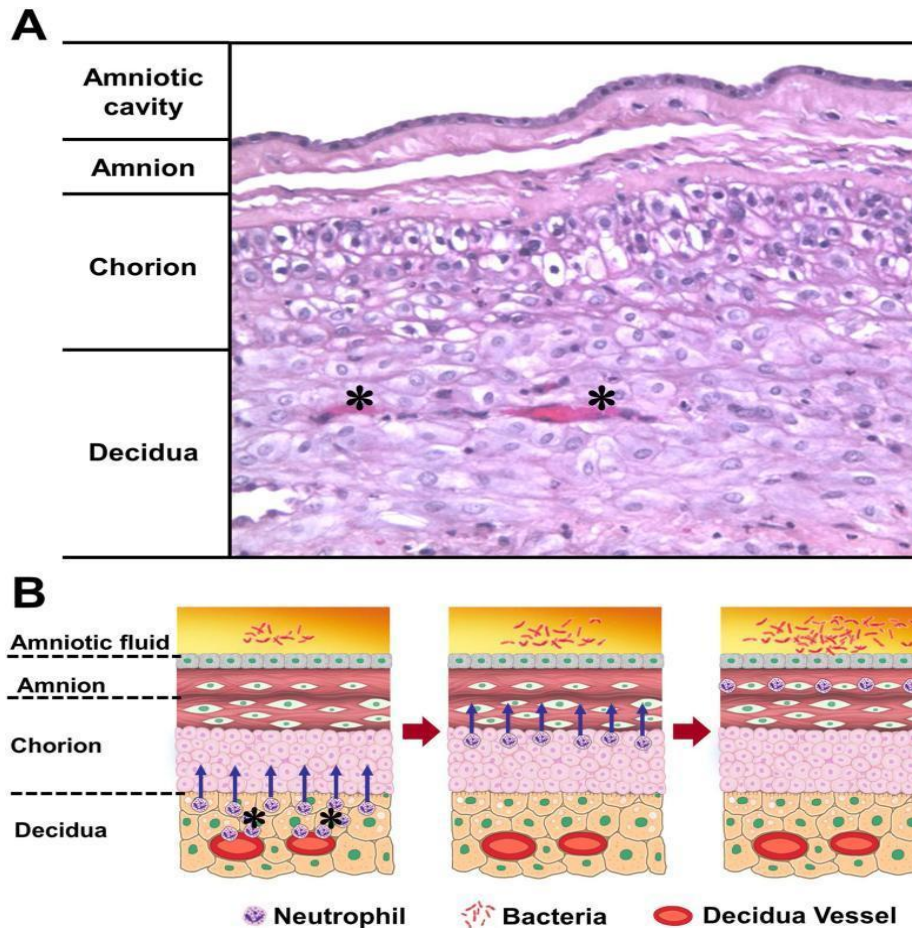 A
Amniotic
cavity
Amnion
Chorion
Decidua
*
*
B
Amniotic fluid
Amnion
Chorion
Decidua
*
*
Neutrophil
Bacteria
Decidua Vessel